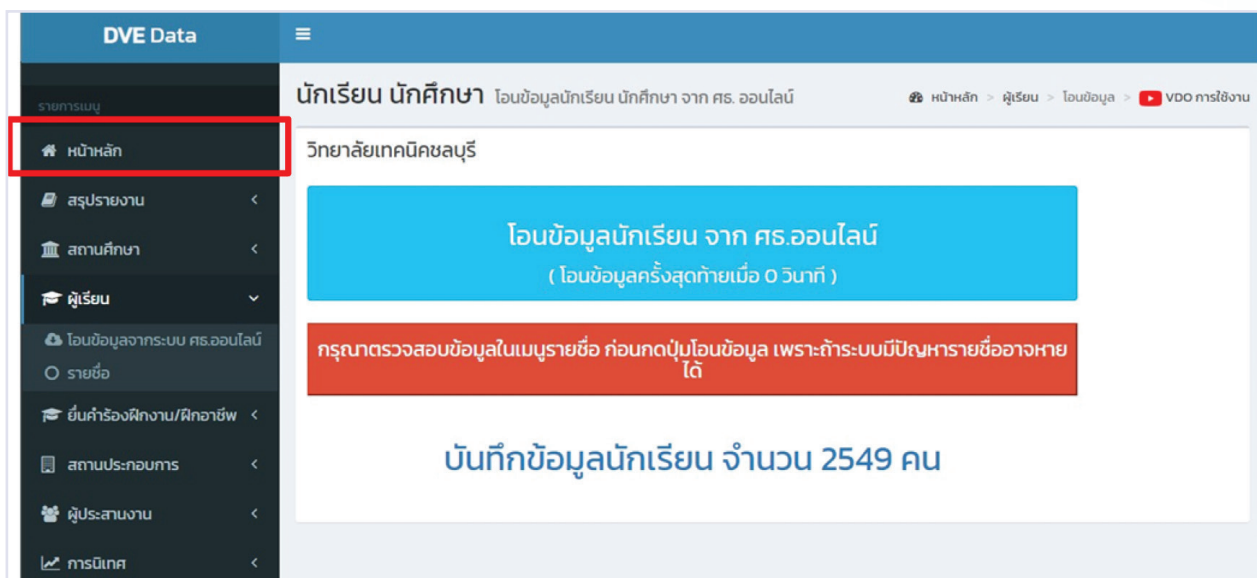 DVE Data
รายการเมนู
หน้าหลัก
สรุปรายงาน
สถานศึกษา
ผู้เรียน
โอนข้อมูลจากระบบ ศธ.ออนไลน์
รายชื่อ
ยื่นคำร้องฝึกงาน/ฝึกอาชีพ
สถานประกอบการ
ผู้ประสานงาน
การนิเทศ
นักเรียน นักศึกษา โอนข้อมูลนักเรียน นักศึกษา จาก ศธ. ออนไลน์
หน้าหลัก > ผู้เรียน > โอนข้อมูล > VDO การใช้งาน
วิทยาลัยเทคนิคชลบุรี
โอนข้อมูลนักเรียน จาก ศธ.ออนไลน์
( โอนข้อมูลครั้งสุดท้ายเมื่อ 0 วินาที )
กรุณาตรวจสอบข้อมูลในเมนูรายชื่อ ก่อนกดปุ่มโอนข้อมูล เพราะถ้าระบบมีปัญหารายชื่ออาจหาย
ได้
บันทึกข้อมูลนักเรียน จำนวน 2549 คน